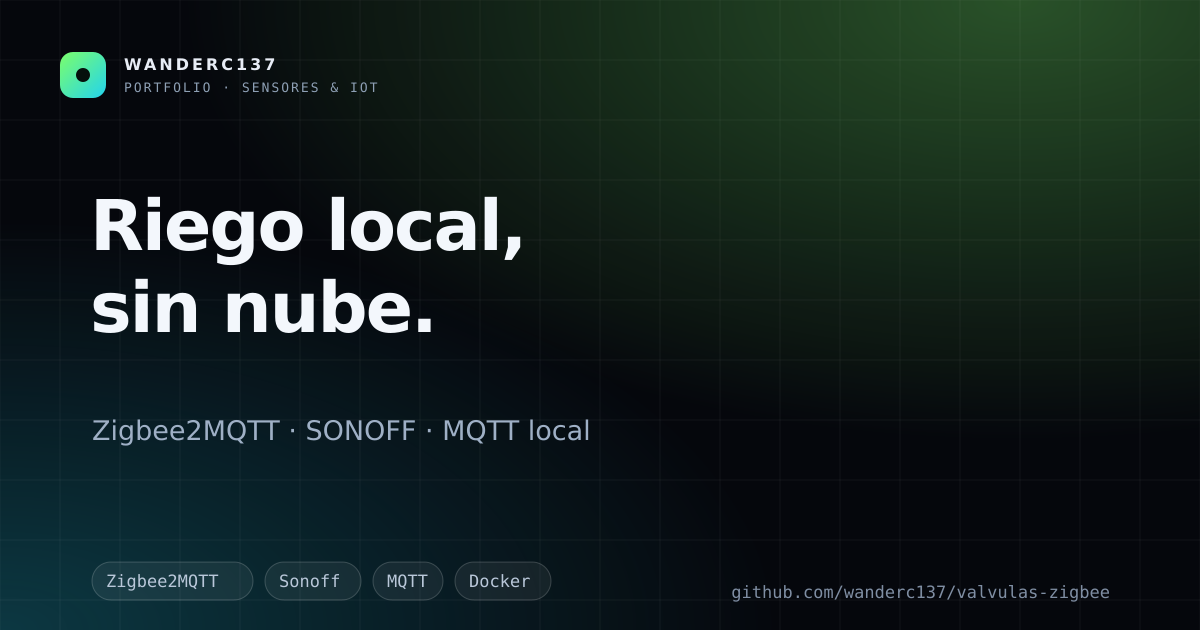 WANDERC137
PORTFOLIO · SENSORES & IOT
Riego local,
sin nube.
Zigbee2MQTT · SONOFF · MQTT local
Zigbee2MQTT Sonoff MQTT Docker
github.com/wanderc137/valvulas-zigbee